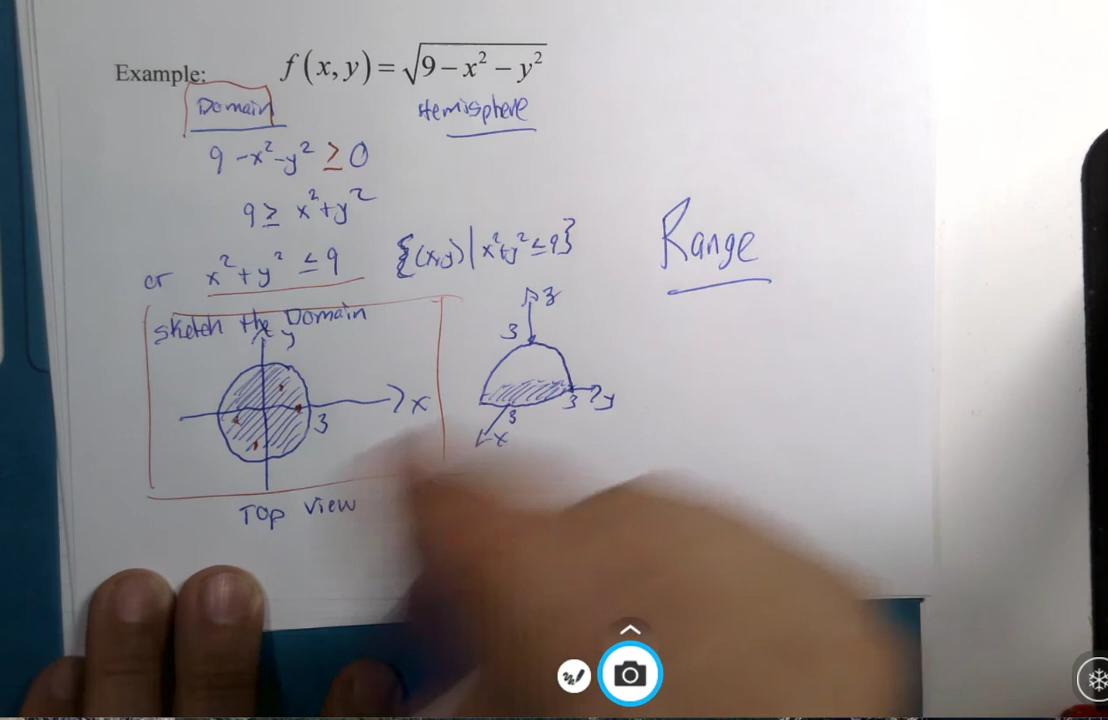 Example: f(x, y) = √(9 − x² − y²)
Domain
Hemisphere
9 - x² - y² ≥ 0
9 ≥ x² + y²
or x² + y² ≤ 9
{(x,y) | x² + y² ≤ 9}
Range
Sketch the Domain
y
x
3
Top View
z
3
3
y
3
x